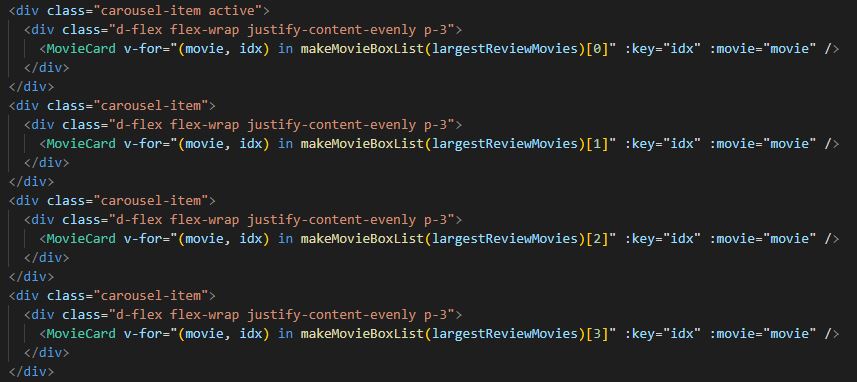 <div class="carousel-item active">
<div class="d-flex flex-wrap justify-content-evenly p-3">
<MovieCard v-for="(movie, idx) in makeMovieBoxList(largestReviewMovies)[0]" :key="idx" :movie="movie" />
</div>
</div>
<div class="carousel-item">
<div class="d-flex flex-wrap justify-content-evenly p-3">
<MovieCard v-for="(movie, idx) in makeMovieBoxList(largestReviewMovies)[1]" :key="idx" :movie="movie" />
</div>
</div>
<div class="carousel-item">
<div class="d-flex flex-wrap justify-content-evenly p-3">
<MovieCard v-for="(movie, idx) in makeMovieBoxList(largestReviewMovies)[2]" :key="idx" :movie="movie" />
</div>
</div>
<div class="carousel-item">
<div class="d-flex flex-wrap justify-content-evenly p-3">
<MovieCard v-for="(movie, idx) in makeMovieBoxList(largestReviewMovies)[3]" :key="idx" :movie="movie" />
</div>
</div>